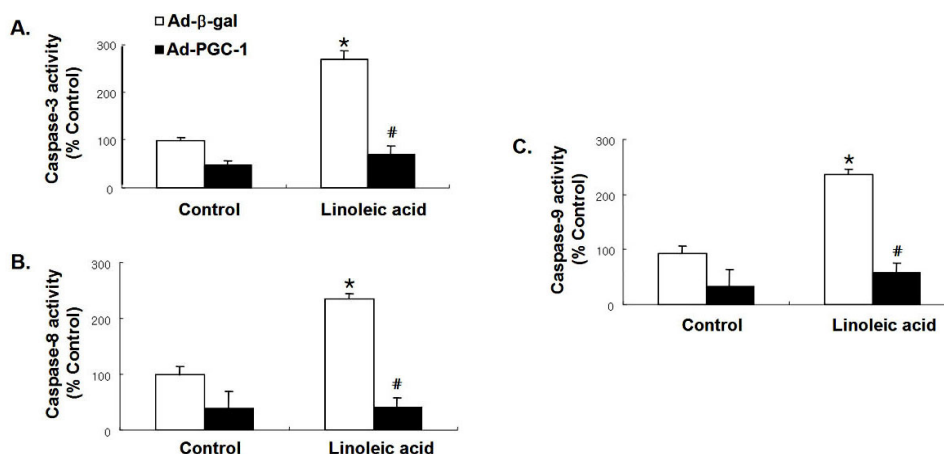 A.
Ad-β-gal
Ad-PGC-1
Caspase-3 activity
(% Control)
300
200
100
0
*
#
Control
Linoleic acid
B.
Caspase-8 activity
(% Control)
300
200
100
0
*
#
Control
Linoleic acid
C.
Caspase-9 activity
(% Control)
300
200
100
0
*
#
Control
Linoleic acid